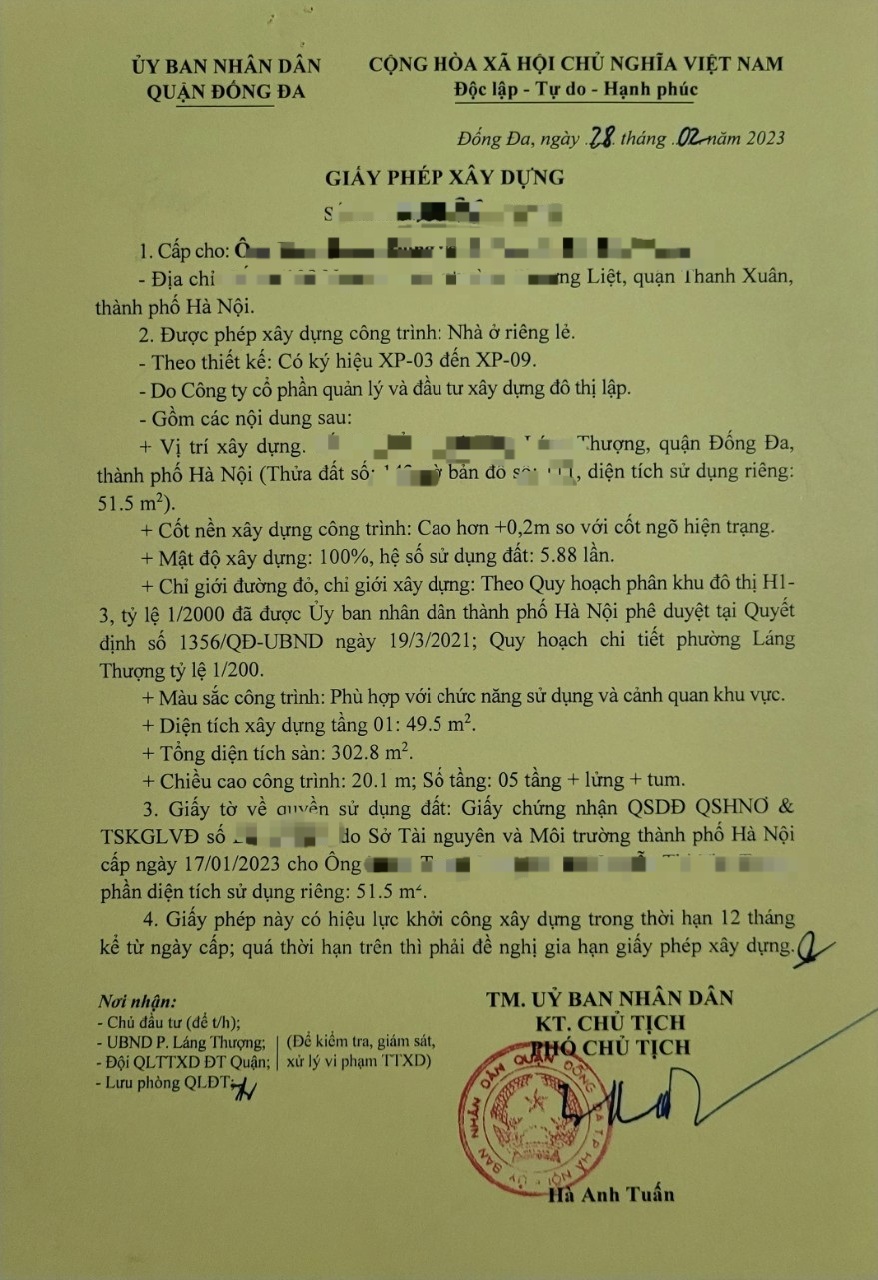 ỦY BAN NHÂN DÂN
QUẬN ĐỐNG ĐA
CỘNG HÒA XÃ HỘI CHỦ NGHĨA VIỆT NAM
Độc lập - Tự do - Hạnh phúc
Đống Đa, ngày 28 tháng 02 năm 2023
GIẤY PHÉP XÂY DỰNG
1. Cấp cho:
- Địa chỉ Liệt, quận Thanh Xuân,
thành phố Hà Nội.
2. Được phép xây dựng công trình: Nhà ở riêng lẻ.
- Theo thiết kế: Có ký hiệu XP-03 đến XP-09.
- Do Công ty cổ phần quản lý và đầu tư xây dựng đô thị lập.
- Gồm các nội dung sau:
+ Vị trí xây dựng. Thượng, quận Đống Đa,
thành phố Hà Nội (Thửa đất số: bản đồ số: , diện tích sử dụng riêng:
51.5 m²).
+ Cốt nền xây dựng công trình: Cao hơn +0,2m so với cốt ngõ hiện trạng.
+ Mật độ xây dựng: 100%, hệ số sử dụng đất: 5.88 lần.
+ Chỉ giới đường đỏ, chỉ giới xây dựng: Theo Quy hoạch phân khu đô thị H1-
3, tỷ lệ 1/2000 đã được Ủy ban nhân dân thành phố Hà Nội phê duyệt tại Quyết
định số 1356/QĐ-UBND ngày 19/3/2021; Quy hoạch chi tiết phường Láng
Thượng tỷ lệ 1/200.
+ Màu sắc công trình: Phù hợp với chức năng sử dụng và cảnh quan khu vực.
+ Diện tích xây dựng tầng 01: 49.5 m².
+ Tổng diện tích sàn: 302.8 m².
+ Chiều cao công trình: 20.1 m; Số tầng: 05 tầng + lửng + tum.
3. Giấy tờ về quyền sử dụng đất: Giấy chứng nhận QSDĐ QSHNƠ &
TSKGLVĐ số do Sở Tài nguyên và Môi trường thành phố Hà Nội
cấp ngày 17/01/2023 cho Ông
phần diện tích sử dụng riêng: 51.5 m².
4. Giấy phép này có hiệu lực khởi công xây dựng trong thời hạn 12 tháng
kể từ ngày cấp; quá thời hạn trên thì phải đề nghị gia hạn giấy phép xây dựng.
Nơi nhận:
- Chủ đầu tư (để t/h);
- UBND P. Láng Thượng; (Để kiểm tra, giám sát,
- Đội QLTTXD ĐT Quận; xử lý vi phạm TTXD)
- Lưu phòng QLĐT.
TM. UỶ BAN NHÂN DÂN
KT. CHỦ TỊCH
PHÓ CHỦ TỊCH
ỦY BAN NHÂN DÂN QUẬN ĐỐNG ĐA T.P HÀ NỘI
Hà Anh Tuấn